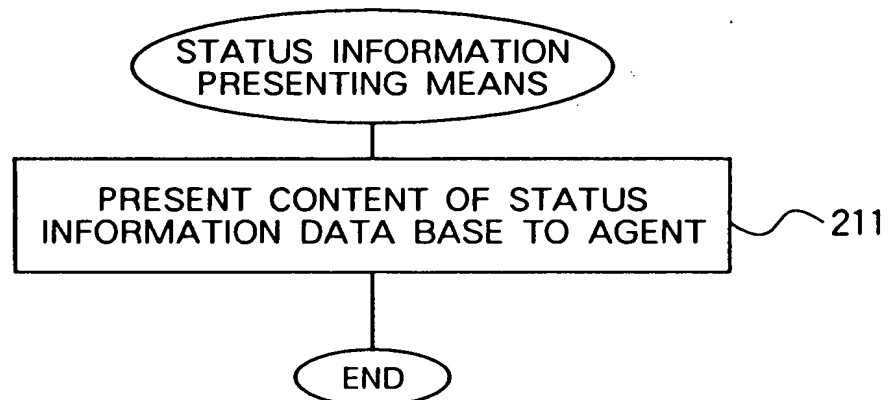 STATUS INFORMATION
PRESENTING MEANS
PRESENT CONTENT OF STATUS
INFORMATION DATA BASE TO AGENT
211
END